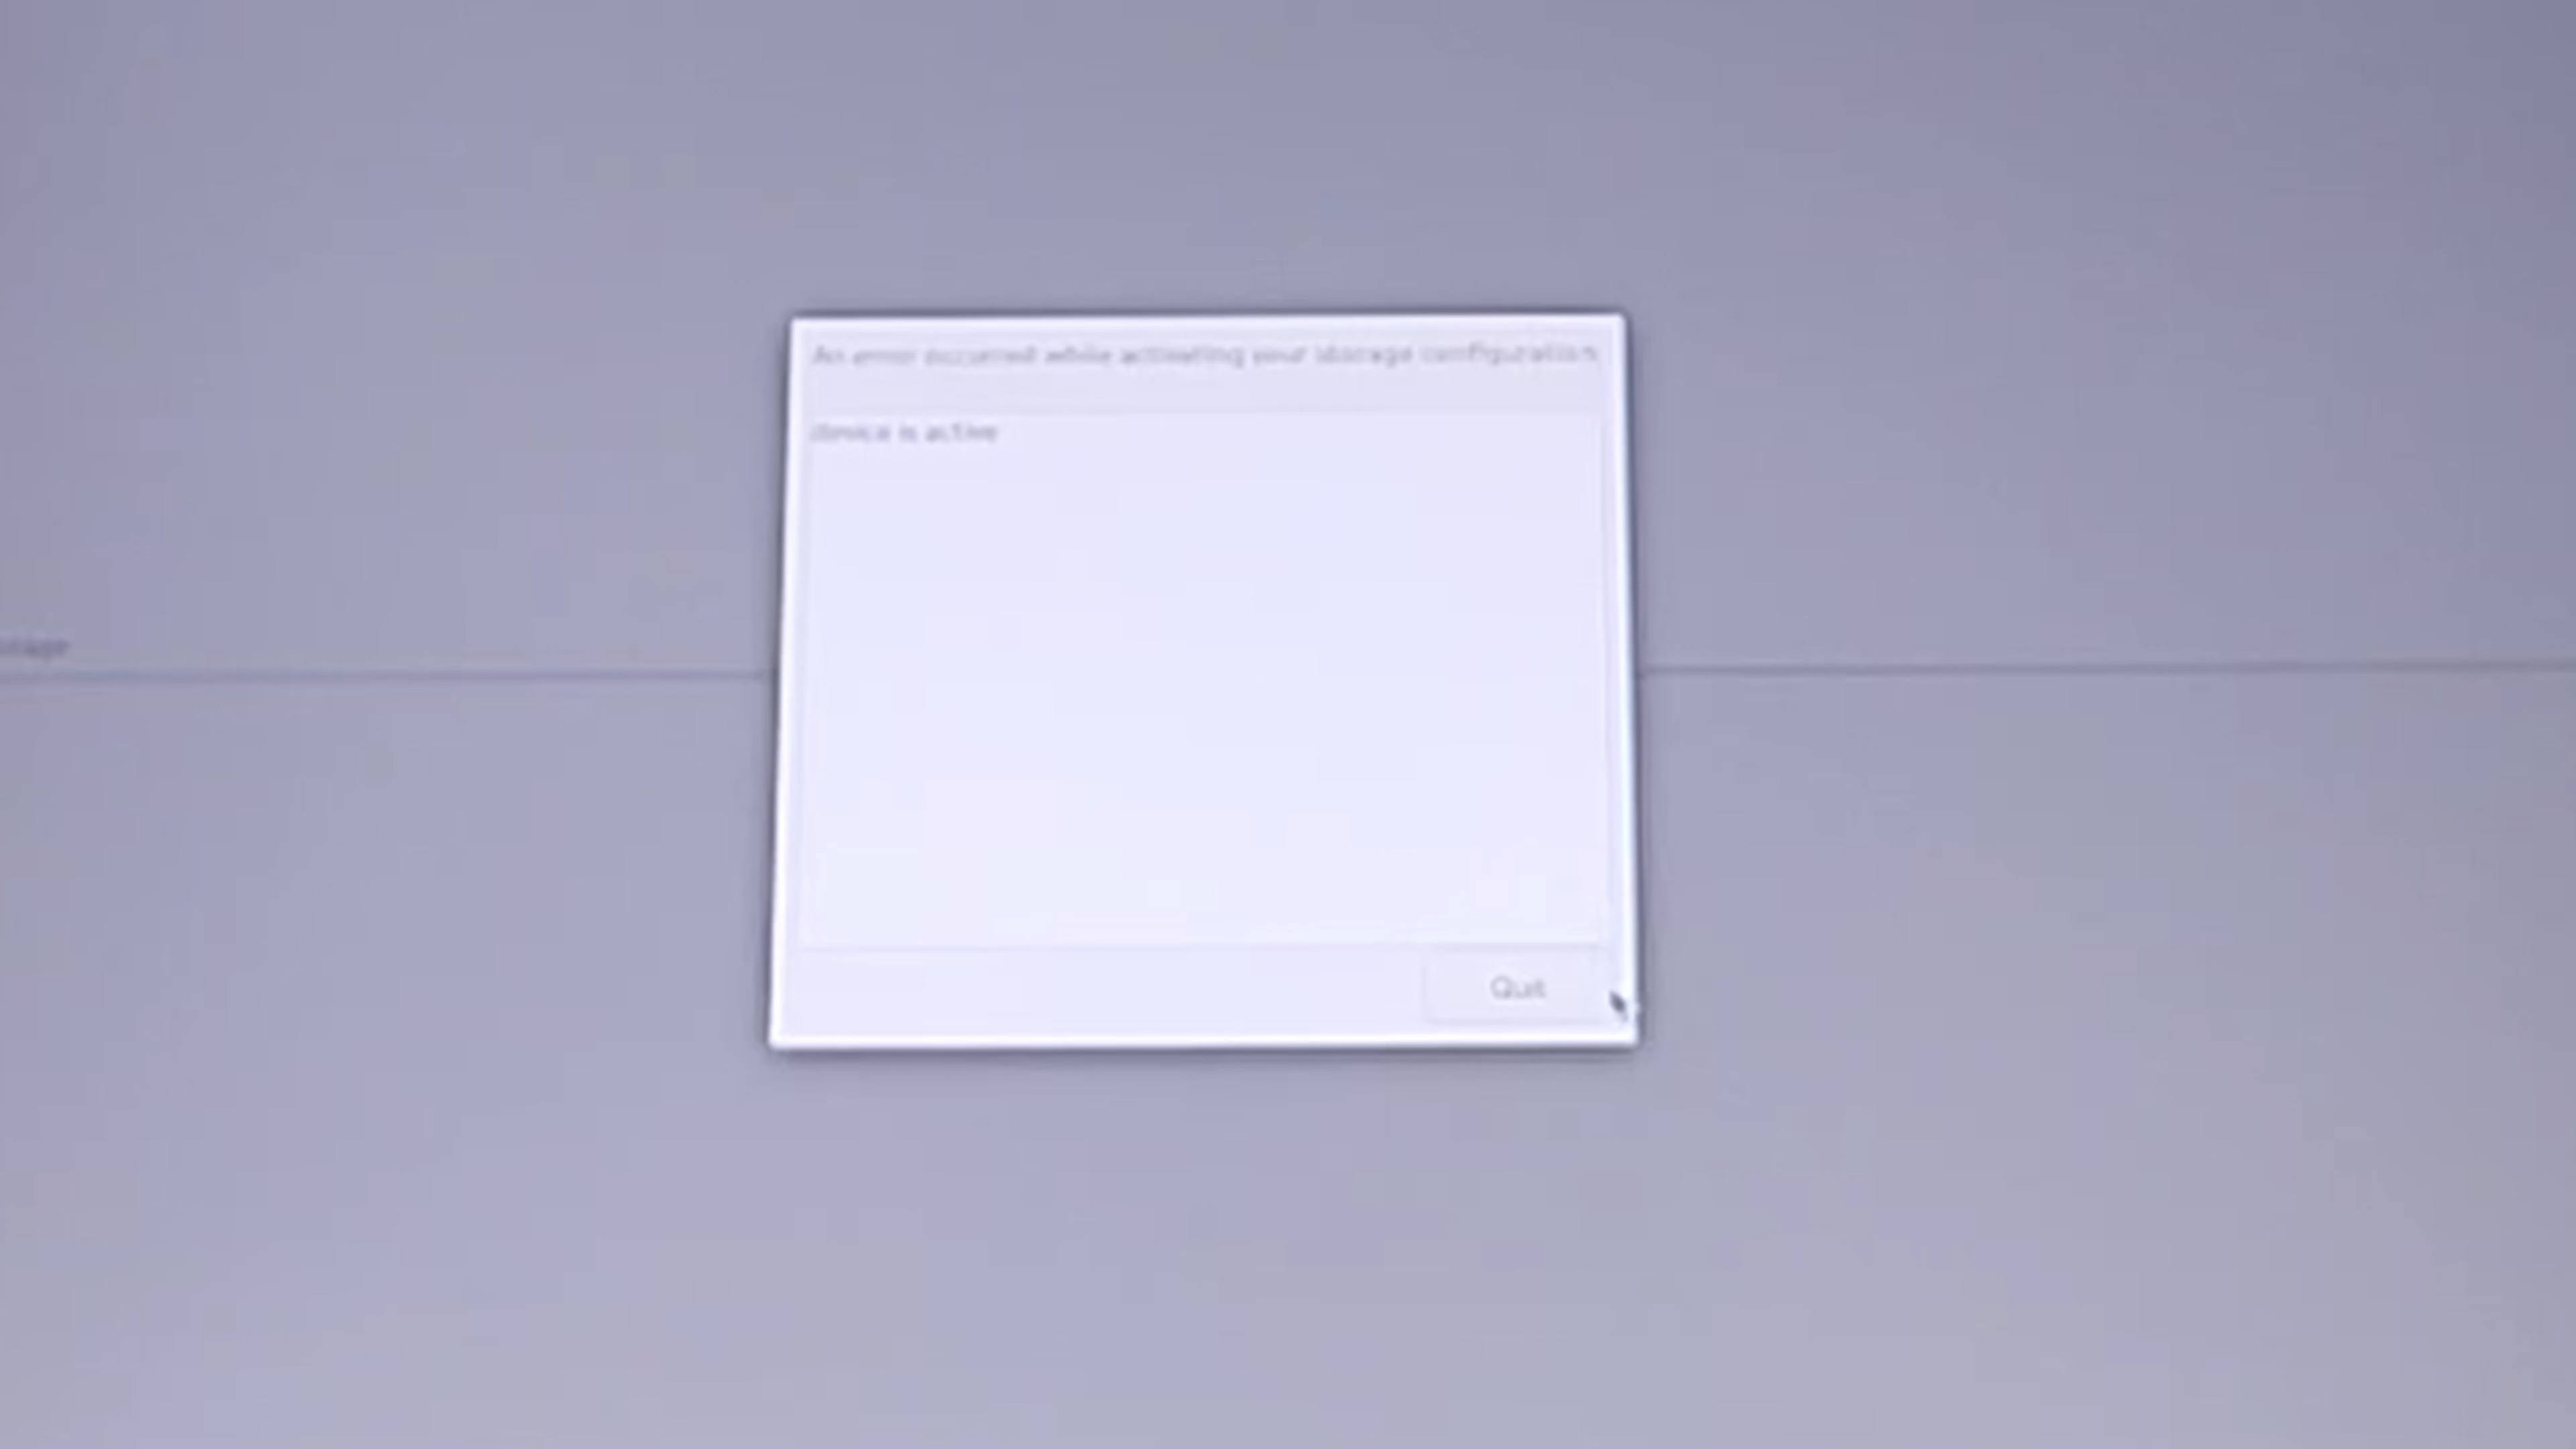 An error occurred while activating your storage configuration.
device is active
Quit